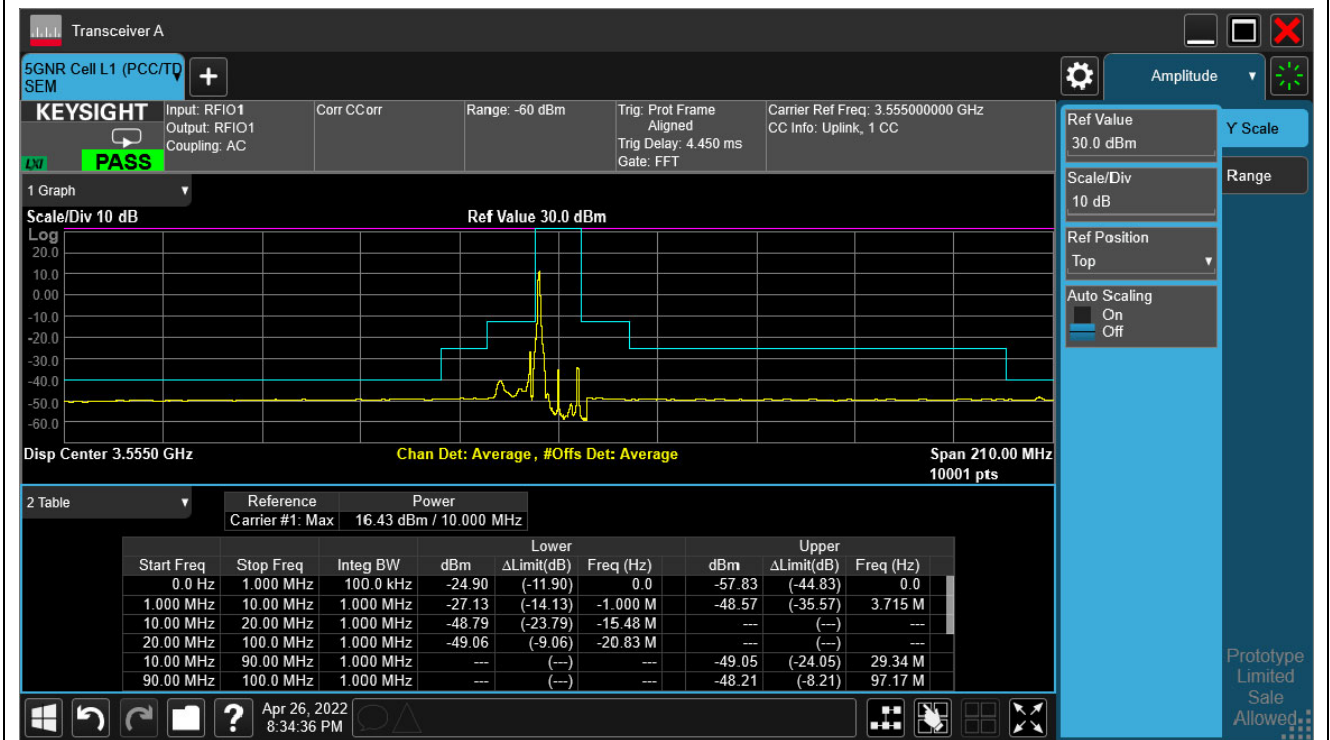 Transceiver A
5GNR Cell L1 (PCC/TD
SEM
+
Amplitude
KEYSIGHT
LXI
PASS
Input: RFIO1
Output: RFIO1
Coupling: AC
Corr CCorr
Range: -60 dBm
Trig: Prot Frame
Aligned
Trig Delay: 4.450 ms
Gate: FFT
Carrier Ref Freq: 3.555000000 GHz
CC Info: Uplink, 1 CC
Ref Value
30.0 dBm
Scale/Div
10 dB
Ref Position
Top
Auto Scaling
On
Off
Y Scale
Range
1 Graph
Scale/Div 10 dB
Ref Value 30.0 dBm
Log
20.0
10.0
0.00
-10.0
-20.0
-30.0
-40.0
-50.0
-60.0
Disp Center 3.5550 GHz
Chan Det: Average , #Offs Det: Average
Span 210.00 MHz
10001 pts
2 Table
Reference Power
Carrier #1: Max 16.43 dBm / 10.000 MHz
Lower Upper
Start Freq Stop Freq Integ BW dBm ΔLimit(dB) Freq (Hz) dBm ΔLimit(dB) Freq (Hz)
0.0 Hz 1.000 MHz 100.0 kHz -24.90 (-11.90) 0.0 -57.83 (-44.83) 0.0
1.000 MHz 10.00 MHz 1.000 MHz -27.13 (-14.13) -1.000 M -48.57 (-35.57) 3.715 M
10.00 MHz 20.00 MHz 1.000 MHz -48.79 (-23.79) -15.48 M --- (---) ---
20.00 MHz 100.0 MHz 1.000 MHz -49.06 (-9.06) -20.83 M --- (---) ---
10.00 MHz 90.00 MHz 1.000 MHz --- (---) --- -49.05 (-24.05) 29.34 M
90.00 MHz 100.0 MHz 1.000 MHz --- (---) --- -48.21 (-8.21) 97.17 M
Prototype
Limited
Sale
Allowed
?
Apr 26, 2022
8:34:36 PM